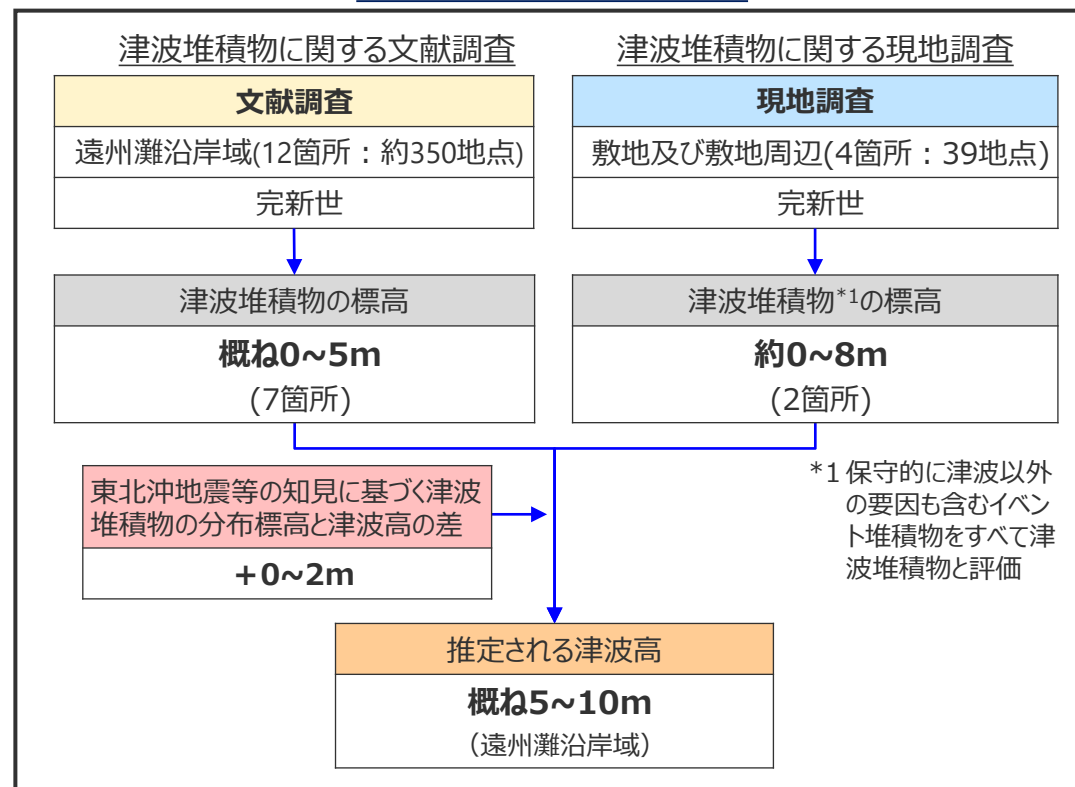 津波堆積物に関する文献調査
文献調査
遠州灘沿岸域(12箇所：約350地点)
完新世
津波堆積物の標高
概ね0~5m
(7箇所)
津波堆積物に関する現地調査
現地調査
敷地及び敷地周辺(4箇所：39地点)
完新世
津波堆積物*1の標高
約0~8m
(2箇所)
*1 保守的に津波以外
の要因も含むイベン
ト堆積物をすべて津
波堆積物と評価
東北沖地震等の知見に基づく津波
堆積物の分布標高と津波高の差
+0~2m
推定される津波高
概ね5~10m
(遠州灘沿岸域)